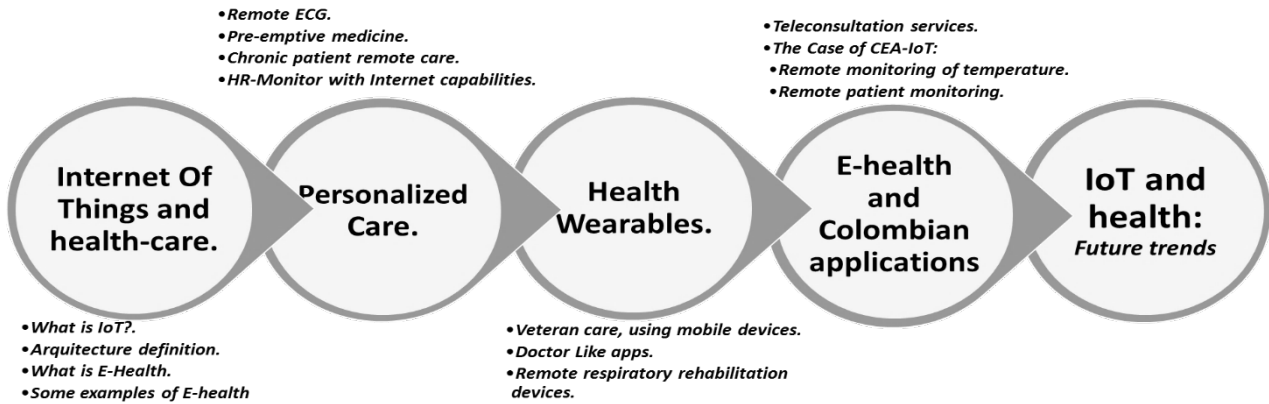 •Remote ECG.
•Pre-emptive medicine.
•Chronic patient remote care.
•HR-Monitor with Internet capabilities.
•Teleconsultation services.
•The Case of CEA-IoT:
•Remote monitoring of temperature.
•Remote patient monitoring.
Internet Of
Things and
health-care.
Personalized
Care.
Health
Wearables.
E-health
and
Colombian
applications
IoT and
health:
Future trends
•What is IoT?.
•Arquitecture definition.
•What is E-Health.
•Some examples of E-health
•Veteran care, using mobile devices.
•Doctor Like apps.
•Remote respiratory rehabilitation
devices.